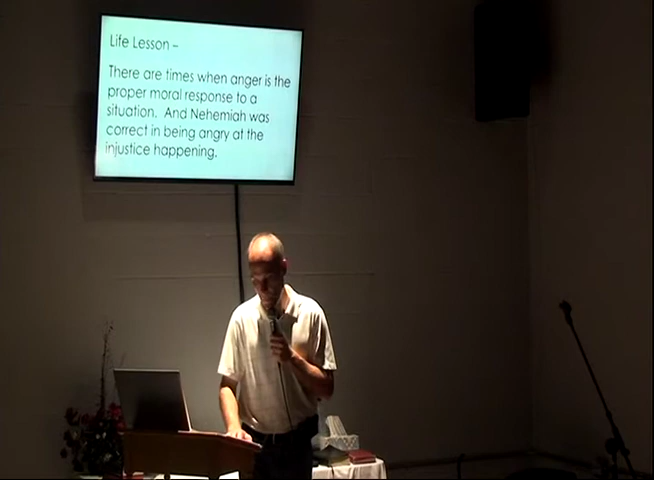 Life Lesson –
There are times when anger is the
proper moral response to a
situation. And Nehemiah was
correct in being angry at the
injustice happening.